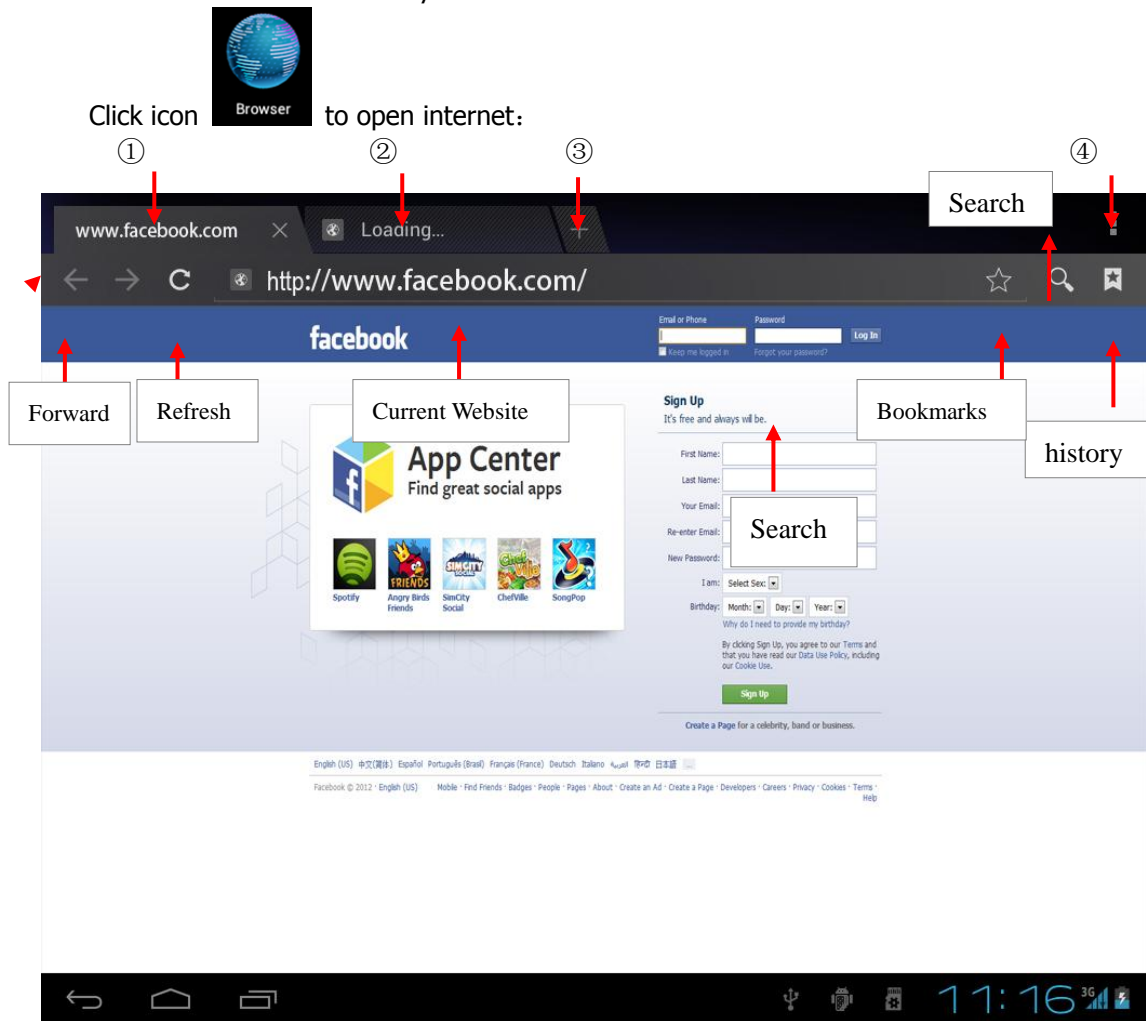 Browser
Click icon to open internet：
① ② ③ ④
Search
www.facebook.com Loading... +
http://www.facebook.com/
facebook
Email or Phone Password
Log In
Keep me logged in Forgot your password?
Forward Refresh Current Website Bookmarks history
Sign Up
It's free and always will be.
App Center
Find great social apps
First Name:
Last Name:
Your Email:
Re-enter Email:
Search
New Password:
I am: Select Sex:
Birthday: Month: Day: Year:
Why do I need to provide my birthday?
By clicking Sign Up, you agree to our Terms and
that you have read our Data Use Policy, including
our Cookie Use.
Sign Up
Create a Page for a celebrity, band or business.
FRIENDS
SIMCITY
SOCIAL
Chef
Ville
Spotify Angry Birds Friends SimCity Social ChefVille SongPop
English (US) 中文(简体) Español Português (Brasil) Français (France) Deutsch Italiano العربية हिन्दी 日本語 ...
Facebook © 2012 · English (US) Mobile · Find Friends · Badges · People · Pages · About · Create an Ad · Create a Page · Developers · Careers · Privacy · Cookies · Terms ·
Help
11:16 3G